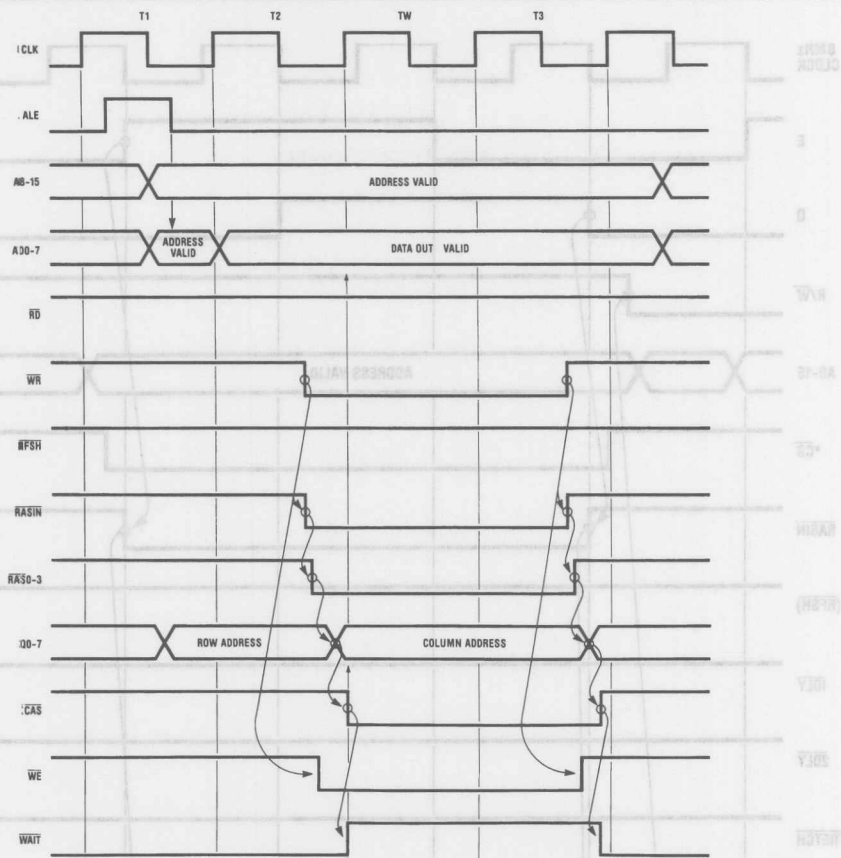 T1 T2 TW T3
CLK
ALE
A8-15 ADDRESS VALID
AD0-7 ADDRESS VALID DATA OUT VALID
RD
WR
RFSH
RASIN
RAS0-3
Q0-7 ROW ADDRESS COLUMN ADDRESS
CAS
WE
WAIT